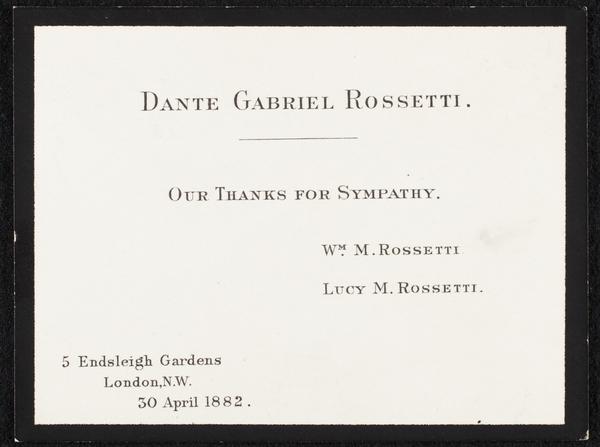 Dante Gabriel Rossetti.
Our Thanks for Sympathy.
Wᴹ. M. Rossetti
Lucy M. Rossetti.
5 Endsleigh Gardens
London, N.W.
30 April 1882.